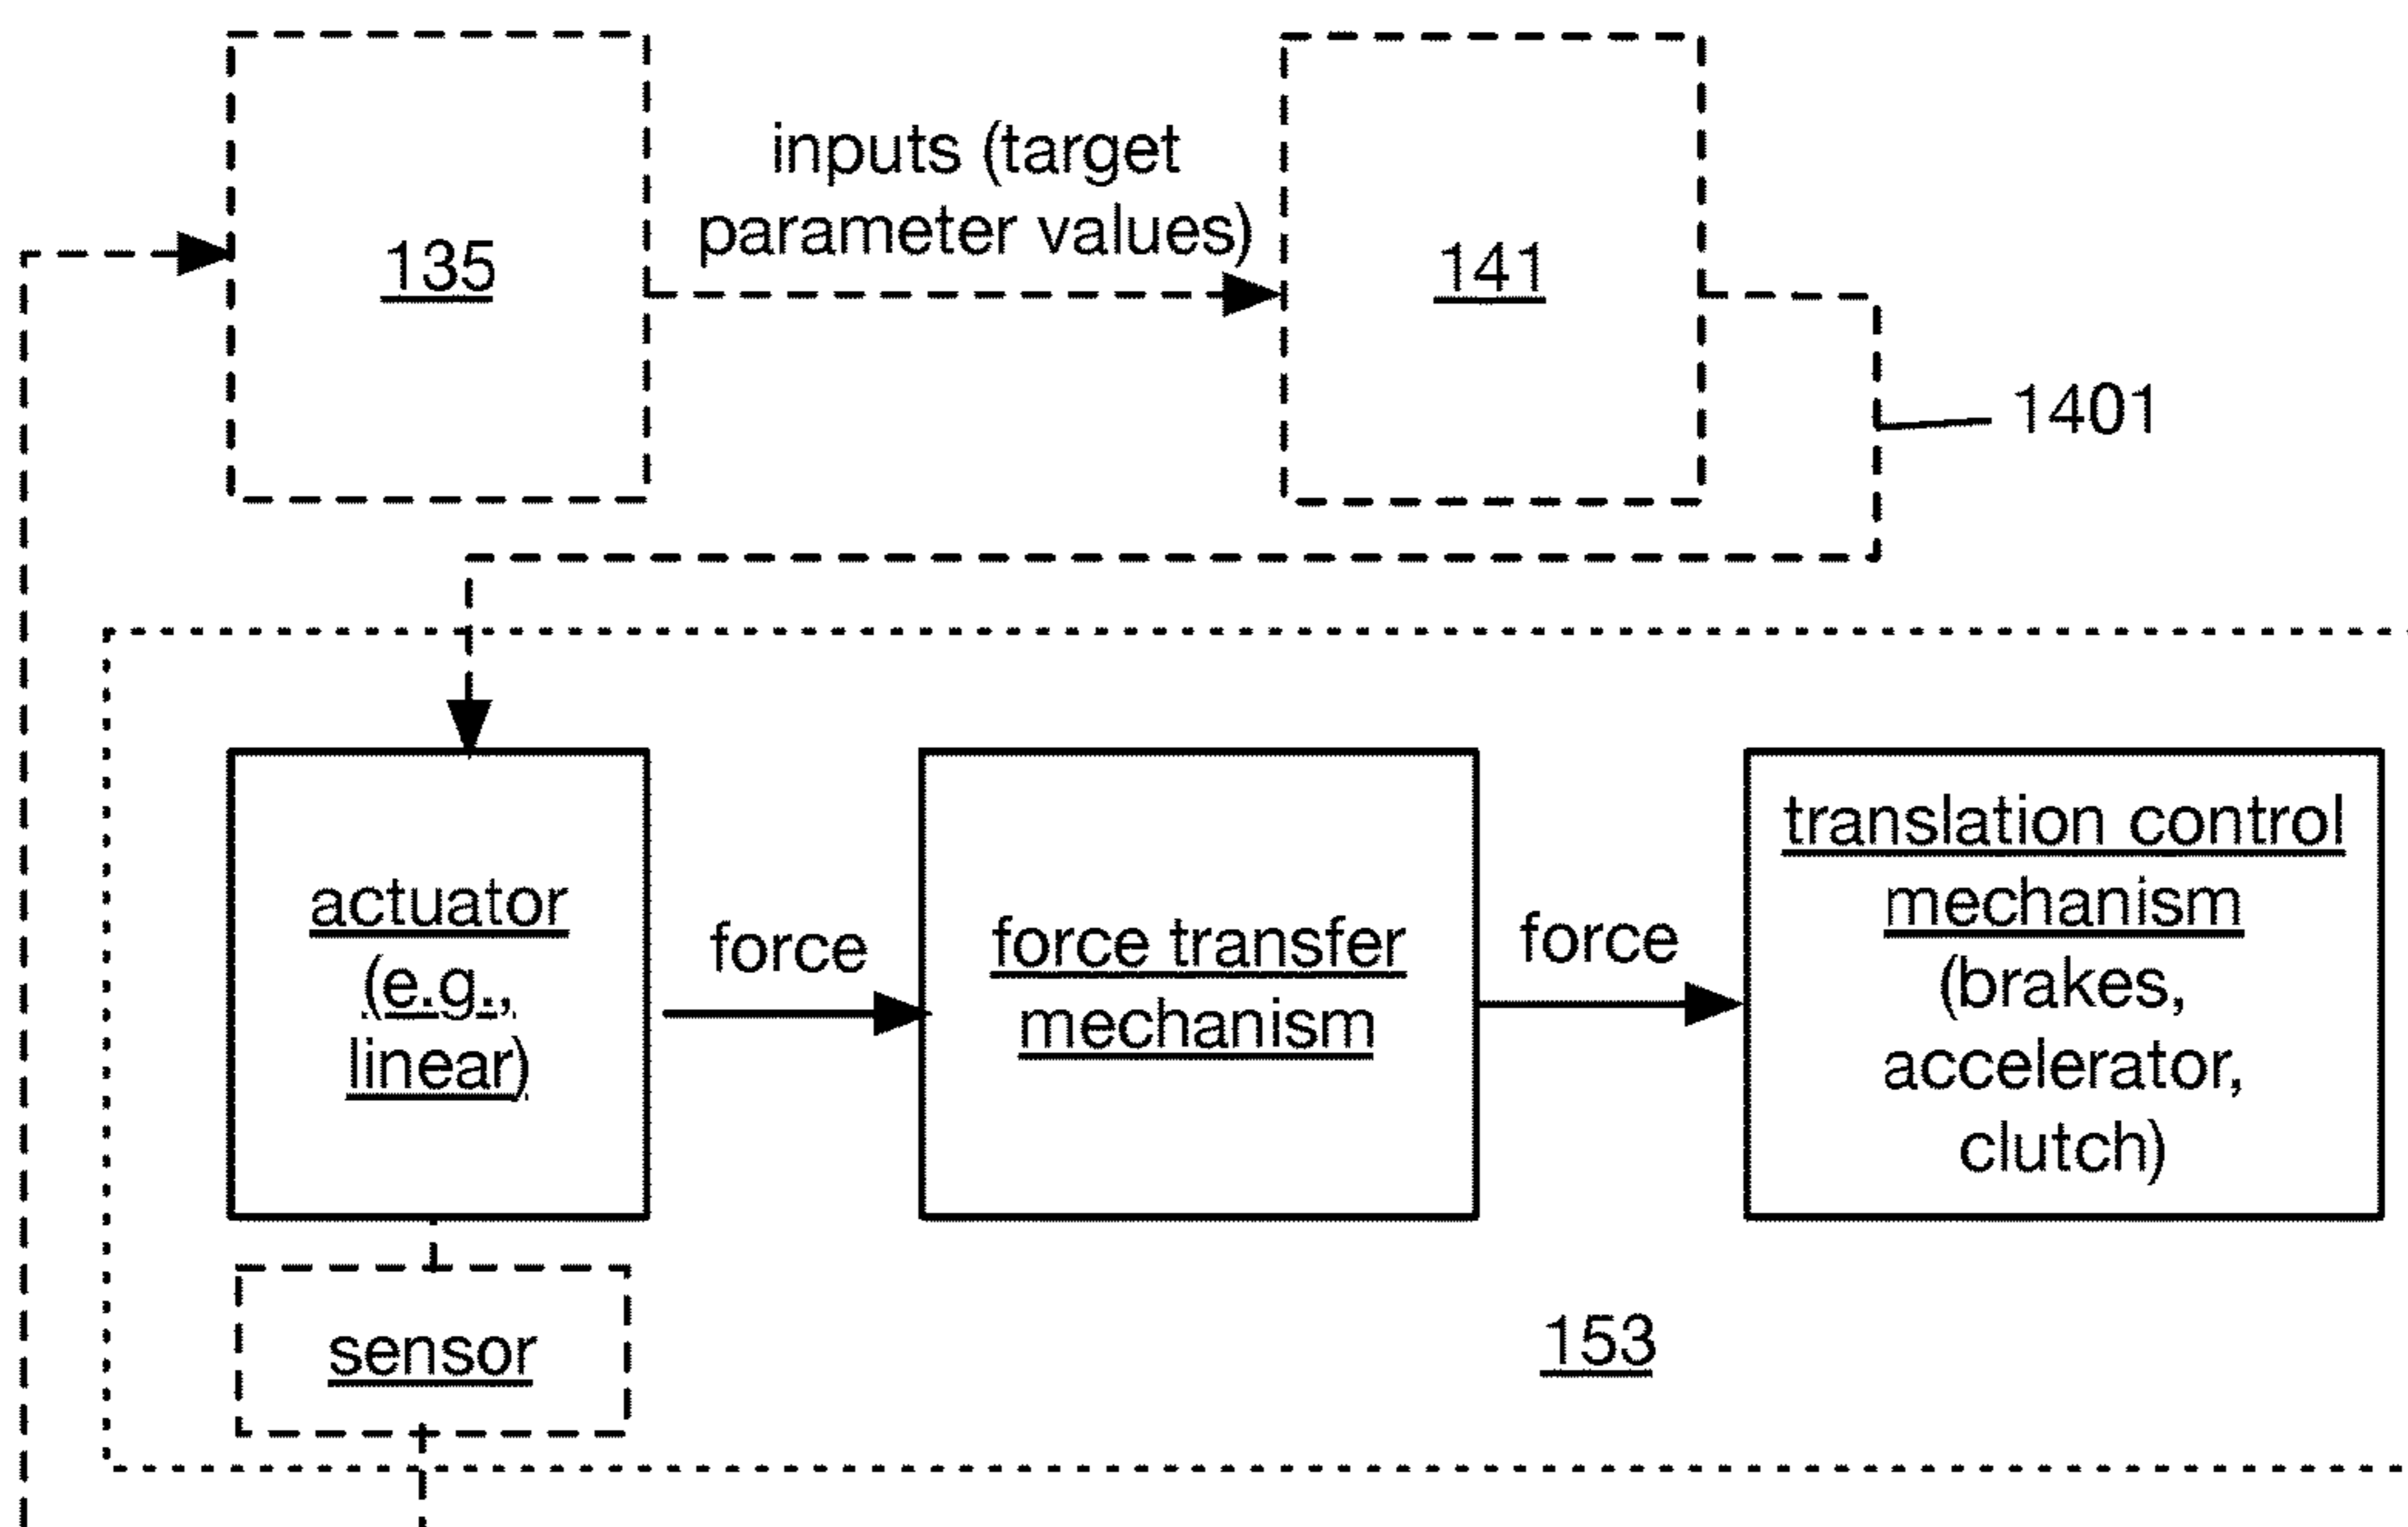 inputs (target
parameter values)
135
141
1401
actuator
(e.g.,
linear)
force
force transfer
mechanism
force
translation control
mechanism
(brakes,
accelerator,
clutch)
sensor
153